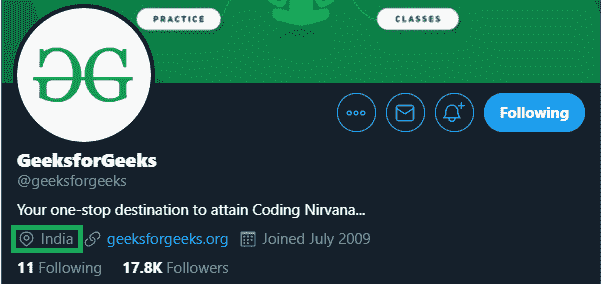 PRACTICE CLASSES
Following
GeeksforGeeks
@geeksforgeeks
Your one-stop destination to attain Coding Nirvana...
India geeksforgeeks.org Joined July 2009
11 Following 17.8K Followers